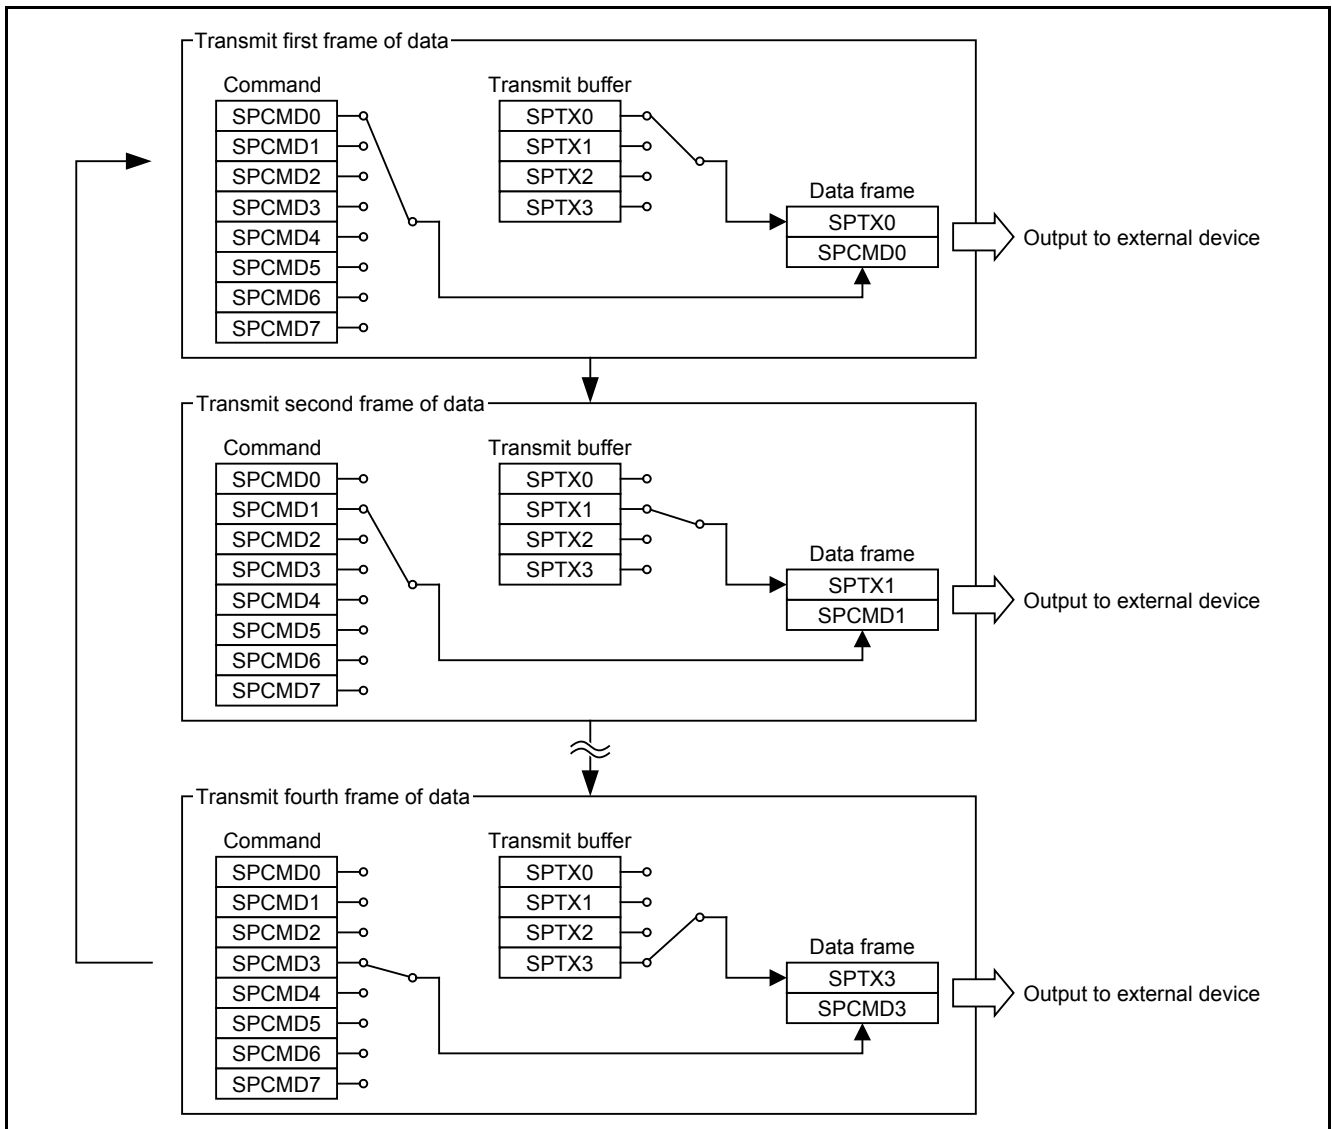 Transmit first frame of data
Command
SPCMD0
SPCMD1
SPCMD2
SPCMD3
SPCMD4
SPCMD5
SPCMD6
SPCMD7
Transmit buffer
SPTX0
SPTX1
SPTX2
SPTX3
Data frame
SPTX0
SPCMD0
Output to external device
Transmit second frame of data
Command
SPCMD0
SPCMD1
SPCMD2
SPCMD3
SPCMD4
SPCMD5
SPCMD6
SPCMD7
Transmit buffer
SPTX0
SPTX1
SPTX2
SPTX3
Data frame
SPTX1
SPCMD1
Output to external device
Transmit fourth frame of data
Command
SPCMD0
SPCMD1
SPCMD2
SPCMD3
SPCMD4
SPCMD5
SPCMD6
SPCMD7
Transmit buffer
SPTX0
SPTX1
SPTX2
SPTX3
Data frame
SPTX3
SPCMD3
Output to external device